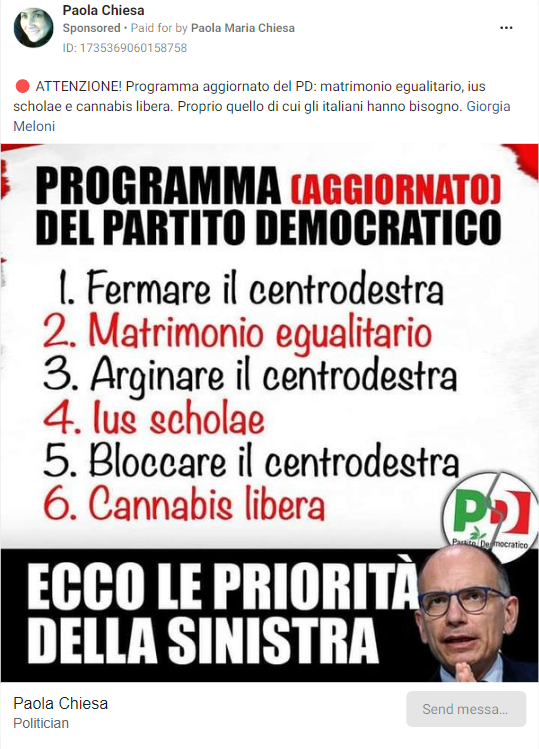 Paola Chiesa
Sponsored • Paid for by Paola Maria Chiesa
ID: 1735369060158758
🔴 ATTENZIONE! Programma aggiornato del PD: matrimonio egualitario, ius
scholae e cannabis libera. Proprio quello di cui gli italiani hanno bisogno. Giorgia
Meloni
PROGRAMMA (AGGIORNATO)
DEL PARTITO DEMOCRATICO
1. Fermare il centrodestra
2. Matrimonio egualitario
3. Arginare il centrodestra
4. Ius scholae
5. Bloccare il centrodestra
6. Cannabis libera
PD
Partito Democratico
ECCO LE PRIORITÀ
DELLA SINISTRA
Paola Chiesa
Politician
Send messa...